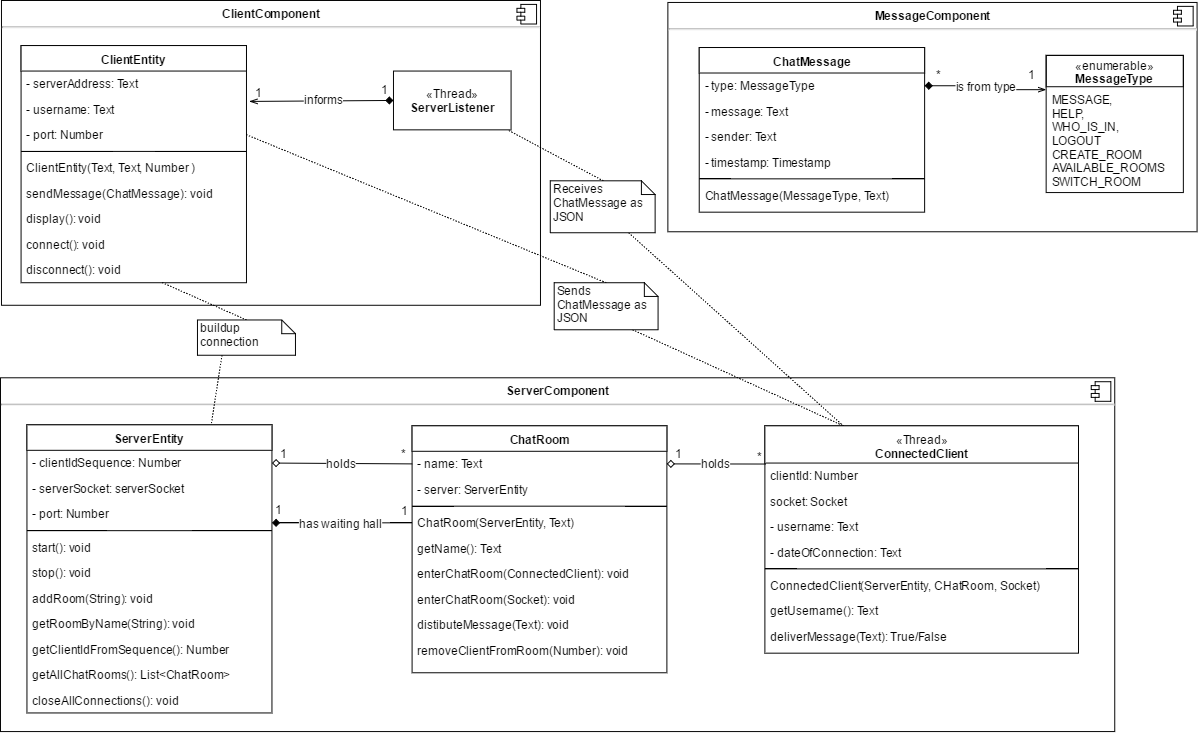 ClientComponent
ClientEntity
- serverAddress: Text
- username: Text
- port: Number
ClientEntity(Text, Text, Number )
sendMessage(ChatMessage): void
display(): void
connect(): void
disconnect(): void
1
informs
1
«Thread»
ServerListener
MessageComponent
ChatMessage
- type: MessageType
- message: Text
- sender: Text
- timestamp: Timestamp
ChatMessage(MessageType, Text)
*
is from type
1
«enumerable»
MessageType
MESSAGE,
HELP,
WHO_IS_IN,
LOGOUT
CREATE_ROOM
AVAILABLE_ROOMS
SWITCH_ROOM
Receives
ChatMessage as
JSON
Sends
ChatMessage as
JSON
buildup
connection
ServerComponent
ServerEntity
- clientIdSequence: Number
- serverSocket: serverSocket
- port: Number
start(): void
stop(): void
addRoom(String): void
getRoomByName(String): void
getClientIdFromSequence(): Number
getAllChatRooms(): List<ChatRoom>
closeAllConnections(): void
1
holds
*
1
has waiting hall
1
ChatRoom
- name: Text
- server: ServerEntity
ChatRoom(ServerEntity, Text)
getName(): Text
enterChatRoom(ConnectedClient): void
enterChatRoom(Socket): void
distibuteMessage(Text): void
removeClientFromRoom(Number): void
1
holds
*
«Thread»
ConnectedClient
clientId: Number
socket: Socket
- username: Text
- dateOfConnection: Text
ConnectedClient(ServerEntity, CHatRoom, Socket)
getUsername(): Text
deliverMessage(Text): True/False